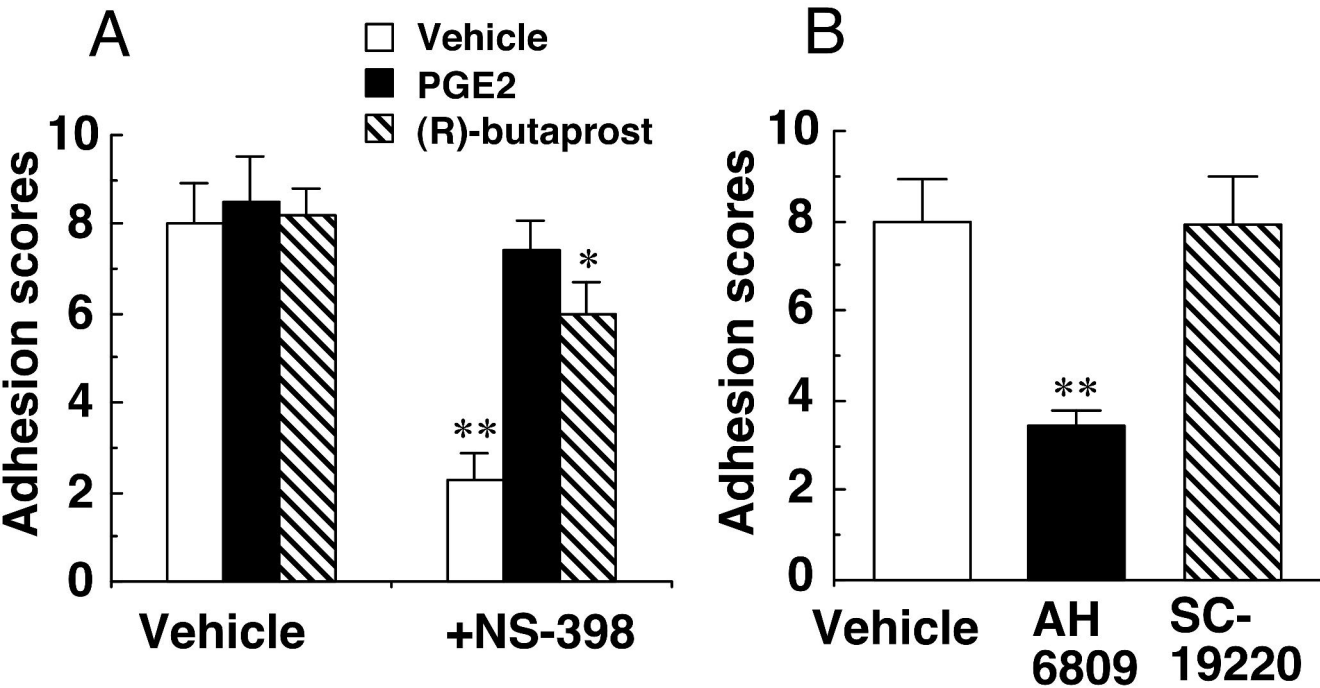 A
Vehicle
PGE2
(R)-butaprost
Adhesion scores
10
8
6
4
2
0
*
**
Vehicle
+NS-398
B
Adhesion scores
10
8
6
4
2
0
**
Vehicle
AH
6809
SC-
19220